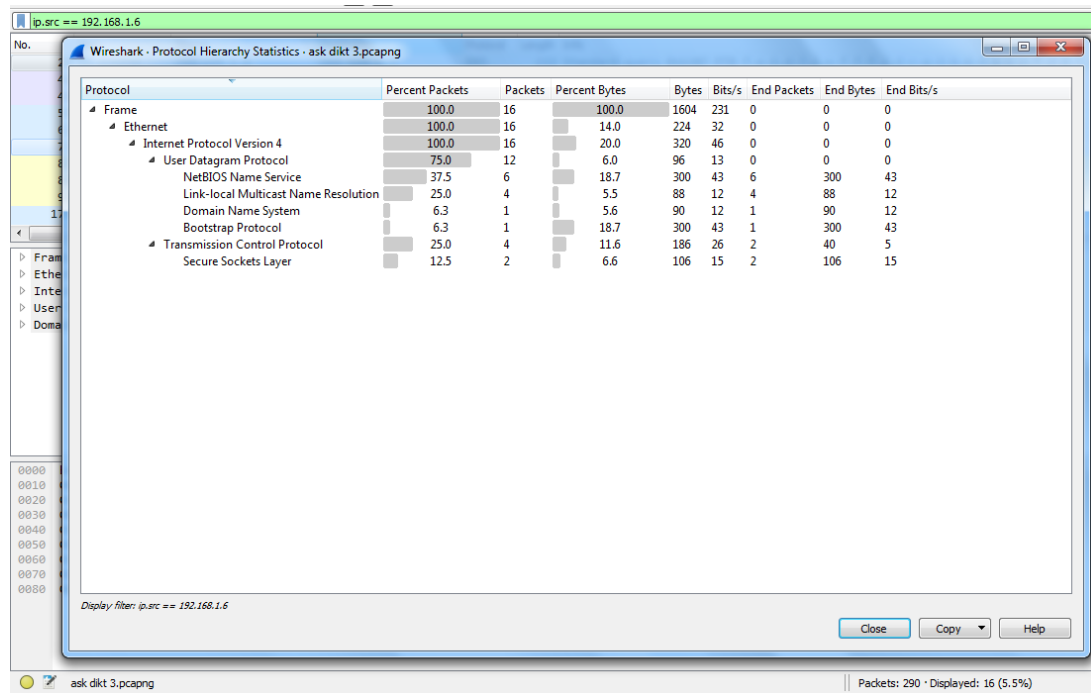 ip.src == 192.168.1.6
No.
Wireshark · Protocol Hierarchy Statistics · ask dikt 3.pcapng
Protocol Percent Packets Packets Percent Bytes Bytes Bits/s End Packets End Bytes End Bits/s
Frame 100.0 16 100.0 1604 231 0 0 0
Ethernet 100.0 16 14.0 224 32 0 0 0
Internet Protocol Version 4 100.0 16 20.0 320 46 0 0 0
User Datagram Protocol 75.0 12 6.0 96 13 0 0 0
NetBIOS Name Service 37.5 6 18.7 300 43 6 300 43
Link-local Multicast Name Resolution 25.0 4 5.5 88 12 4 88 12
Domain Name System 6.3 1 5.6 90 12 1 90 12
Bootstrap Protocol 6.3 1 18.7 300 43 1 300 43
Transmission Control Protocol 25.0 4 11.6 186 26 2 40 5
Secure Sockets Layer 12.5 2 6.6 106 15 2 106 15
Fram
Ethe
Inte
User
Doma
0000
0010
0020
0030
0040
0050
0060
0070
0080
Display filter: ip.src == 192.168.1.6
Close Copy Help
ask dikt 3.pcapng Packets: 290 · Displayed: 16 (5.5%)